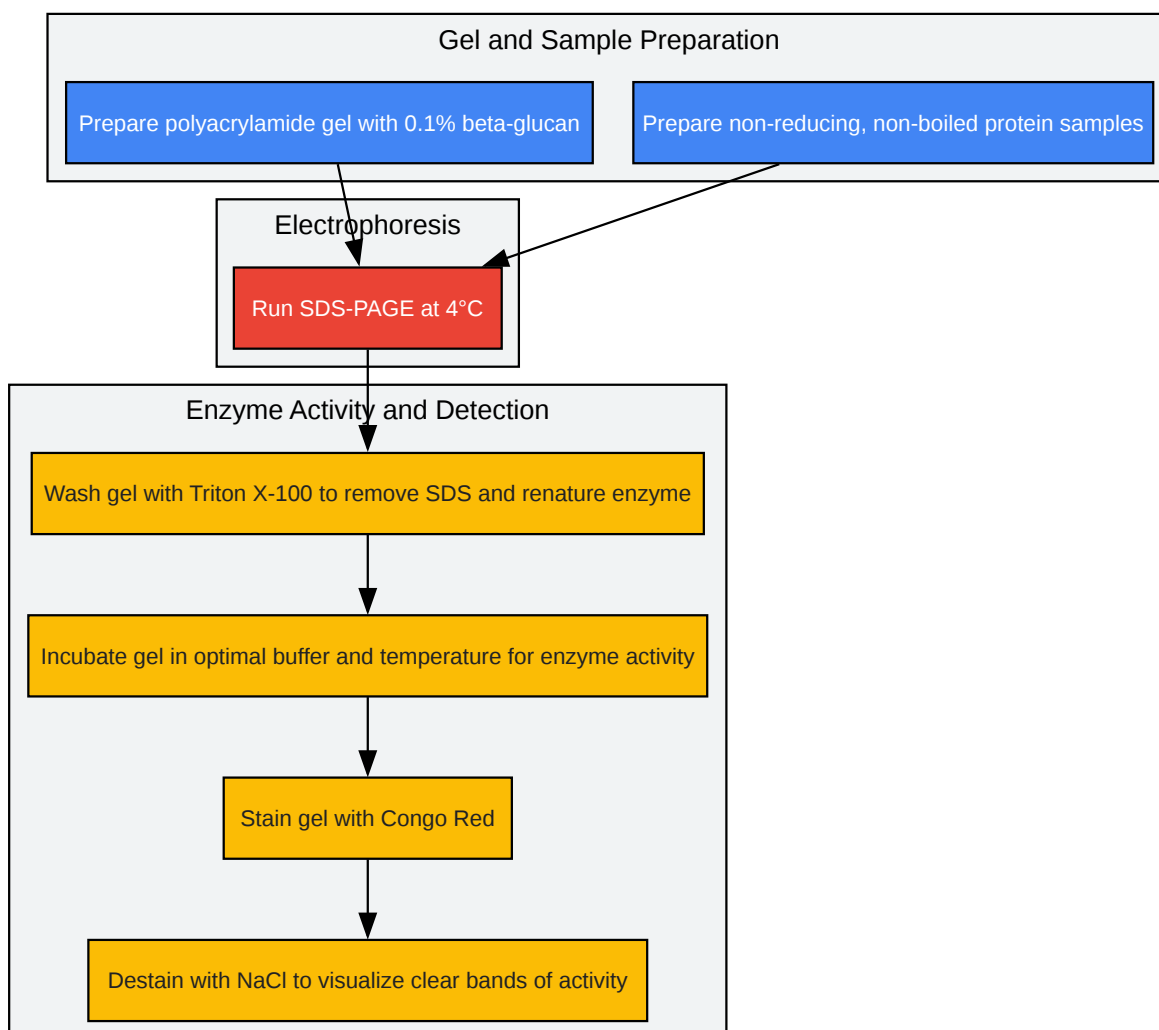 Gel and Sample Preparation
Prepare polyacrylamide gel with 0.1% beta-glucan
Prepare non-reducing, non-boiled protein samples
Electrophoresis
Run SDS-PAGE at 4°C
Enzyme Activity and Detection
Wash gel with Triton X-100 to remove SDS and renature enzyme
Incubate gel in optimal buffer and temperature for enzyme activity
Stain gel with Congo Red
Destain with NaCl to visualize clear bands of activity